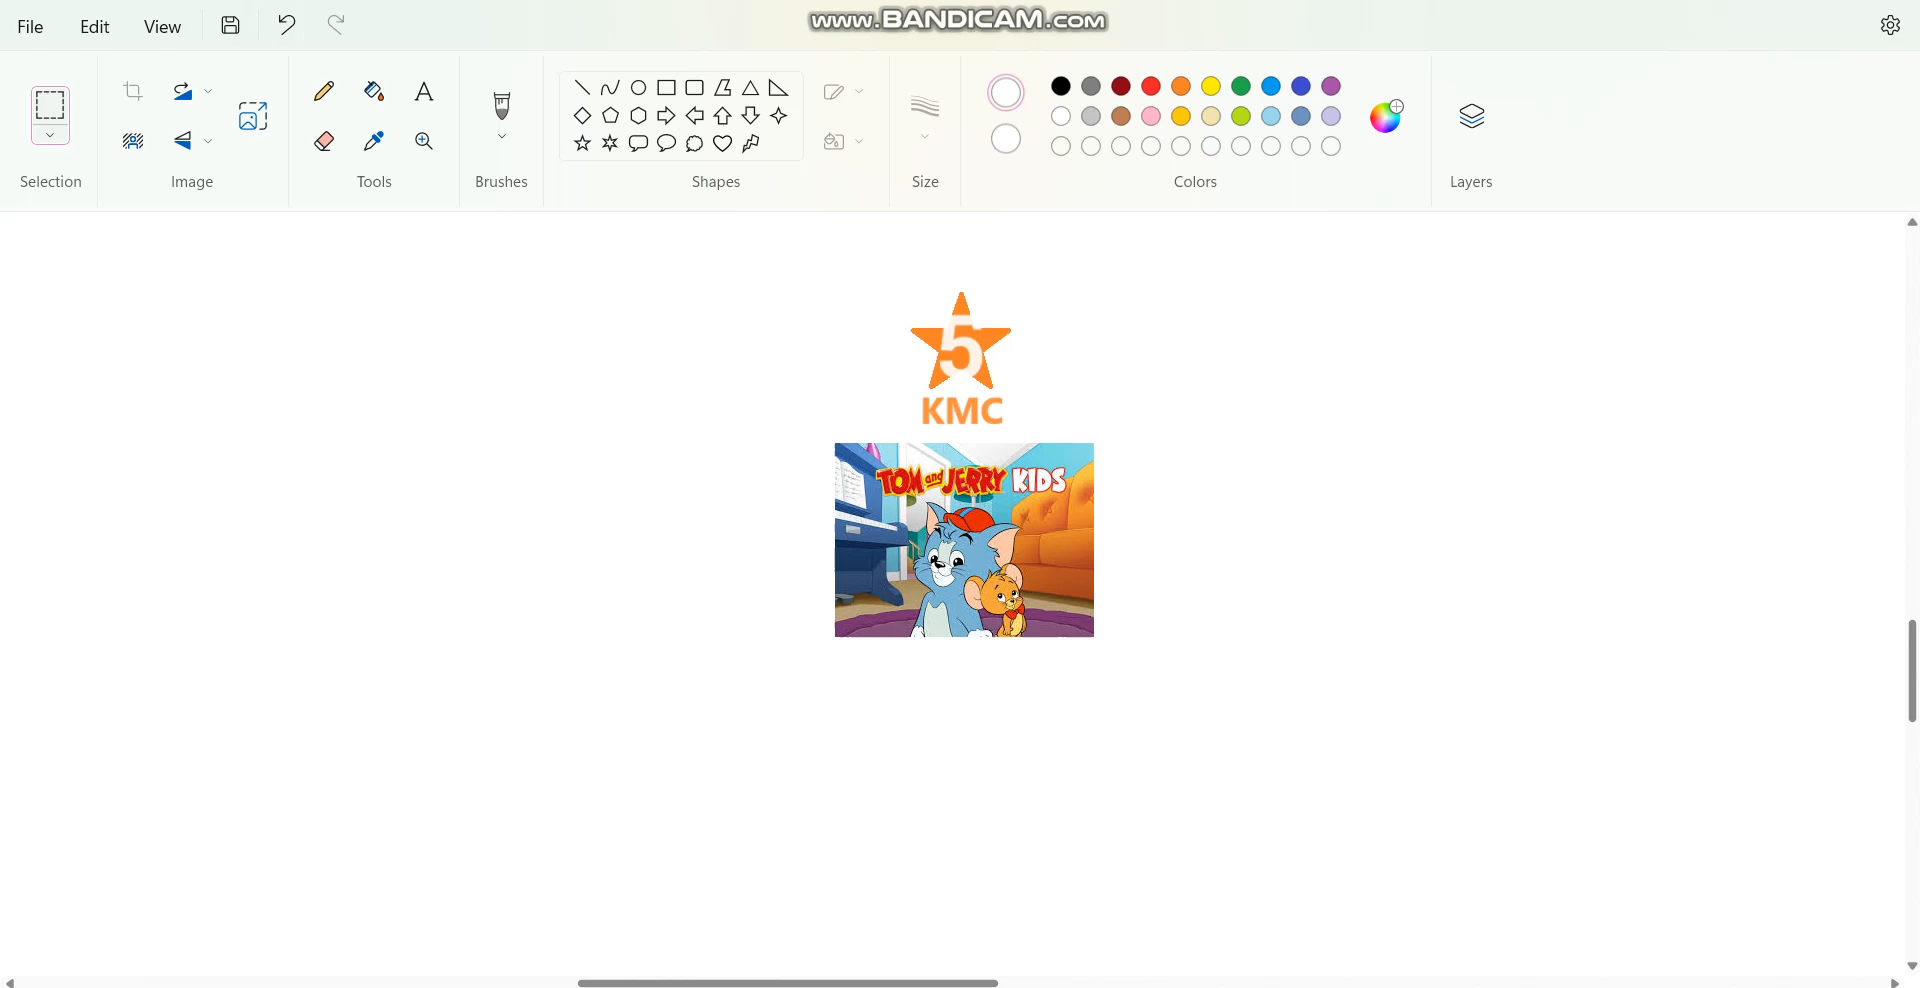 www.BANDICAM.com
File Edit View
Selection Image Tools Brushes Shapes Size Colors Layers
5
KMC
TOM and JERRY KIDS